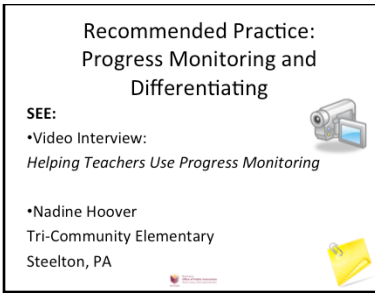 Recommended Practice:
Progress Monitoring and
Differentiating
SEE:
•Video Interview:
Helping Teachers Use Progress Monitoring
•Nadine Hoover
Tri-Community Elementary
Steelton, PA